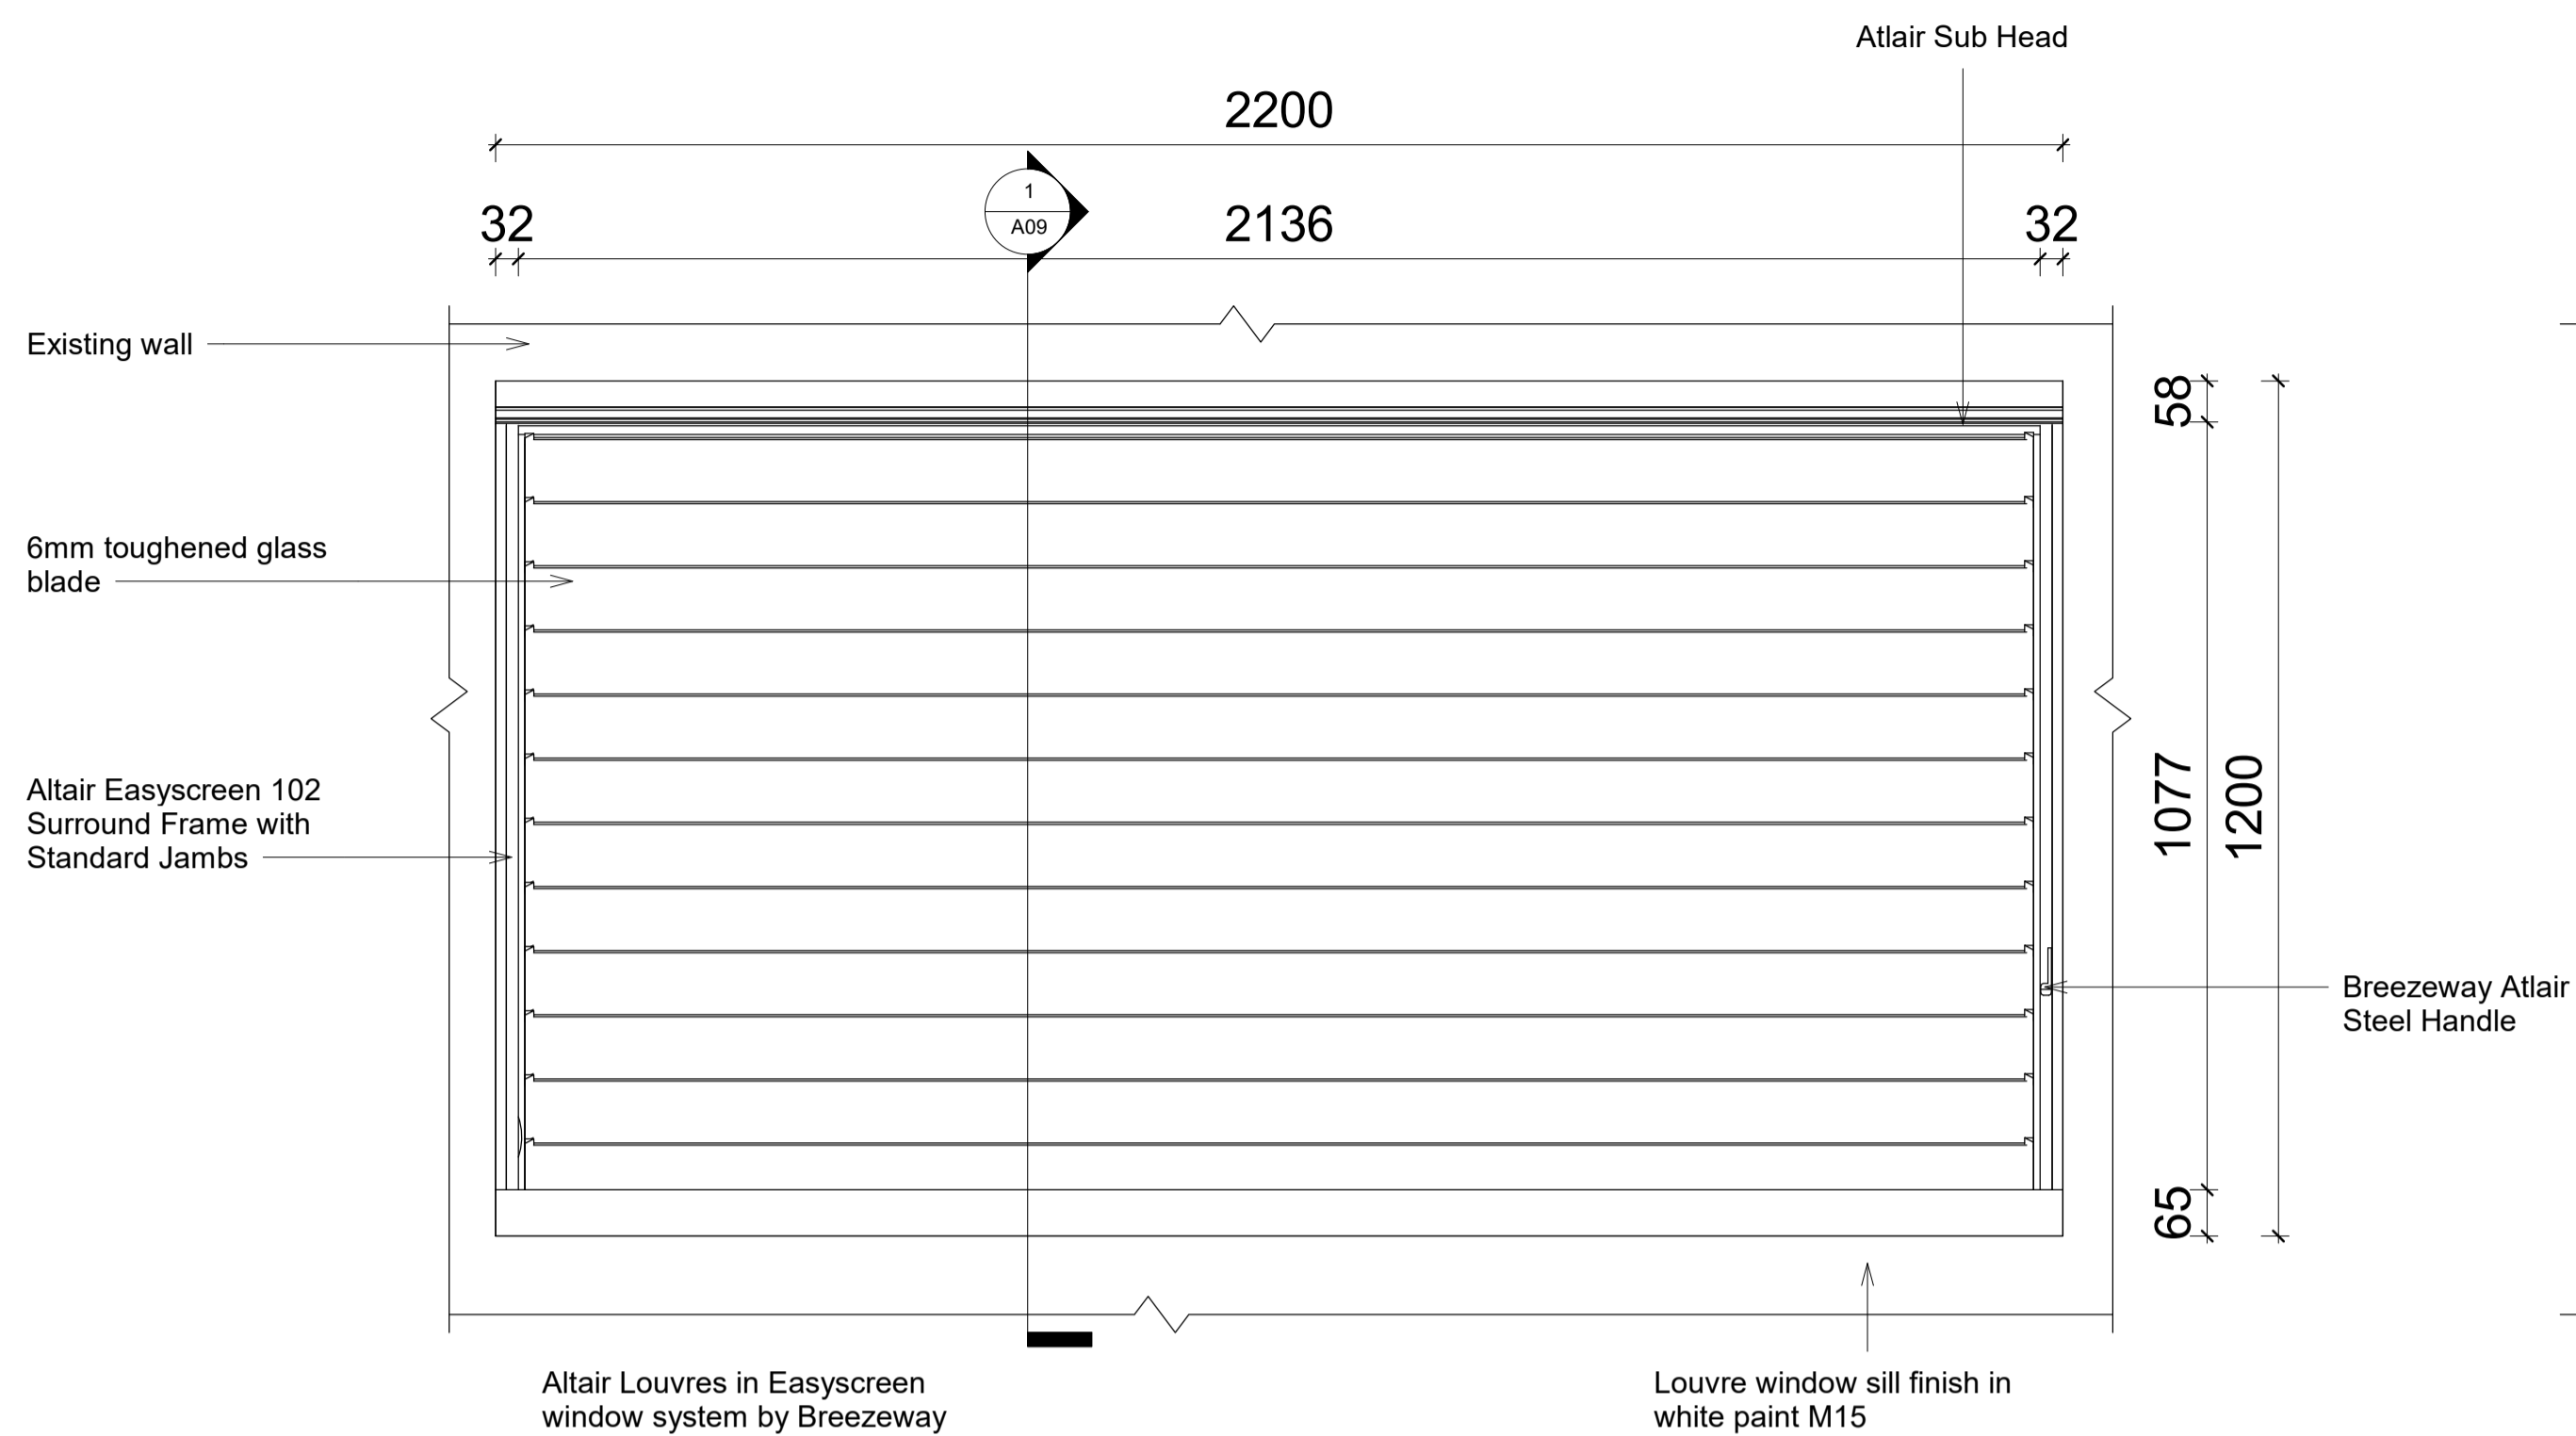 Atlair Sub Head
2200
1
A09
32
2136
32
Existing wall
58
6mm toughened glass
blade
Altair Easyscreen 102
Surround Frame with
Standard Jambs
1077
1200
Breezeway Atlair
Steel Handle
65
Altair Louvres in Easyscreen
window system by Breezeway
Louvre window sill finish in
white paint M15